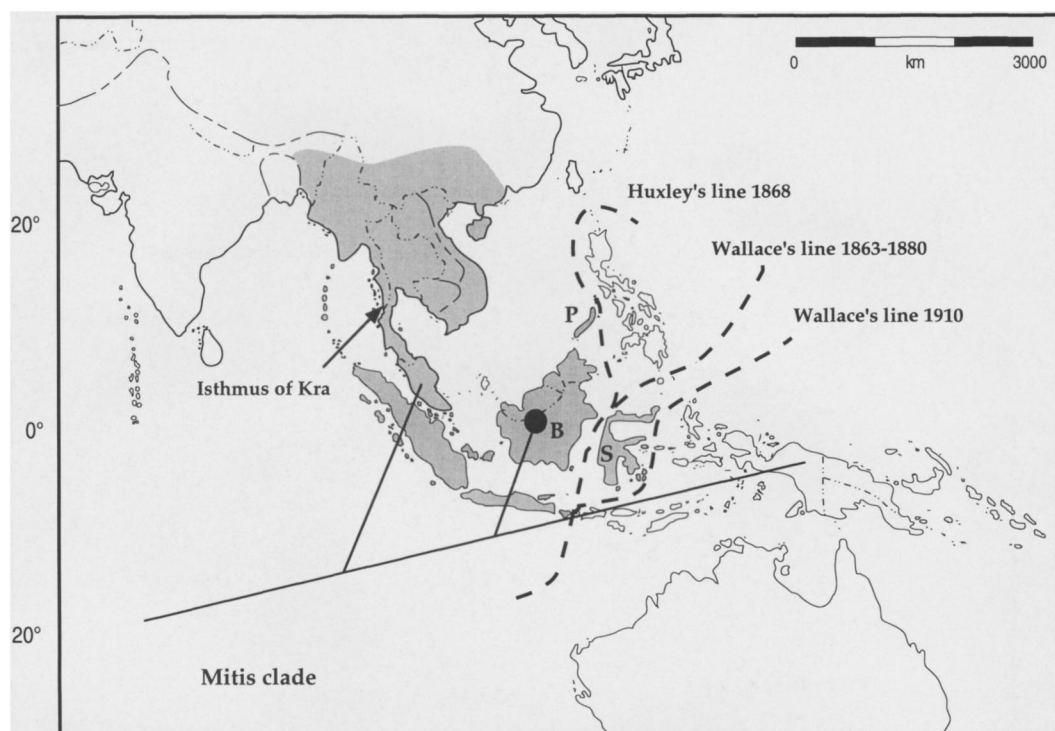 0 km 3000
Huxley's line 1868
20°
Wallace's line 1863-1880
P
Wallace's line 1910
Isthmus of Kra
0°
B
S
20°
Mitis clade